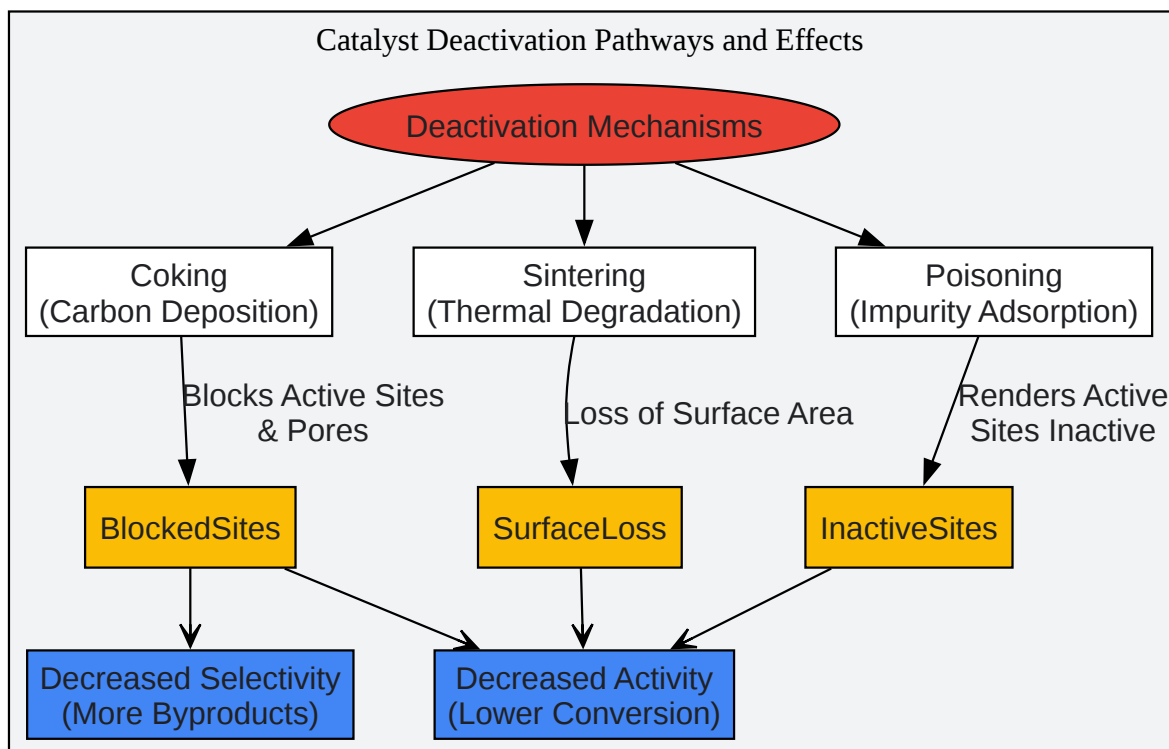 Catalyst Deactivation Pathways and Effects
Deactivation Mechanisms
Coking
(Carbon Deposition)
Sintering
(Thermal Degradation)
Poisoning
(Impurity Adsorption)
Blocks Active Sites
& Pores
Loss of Surface Area
Renders Active
Sites Inactive
BlockedSites
SurfaceLoss
InactiveSites
Decreased Selectivity
(More Byproducts)
Decreased Activity
(Lower Conversion)